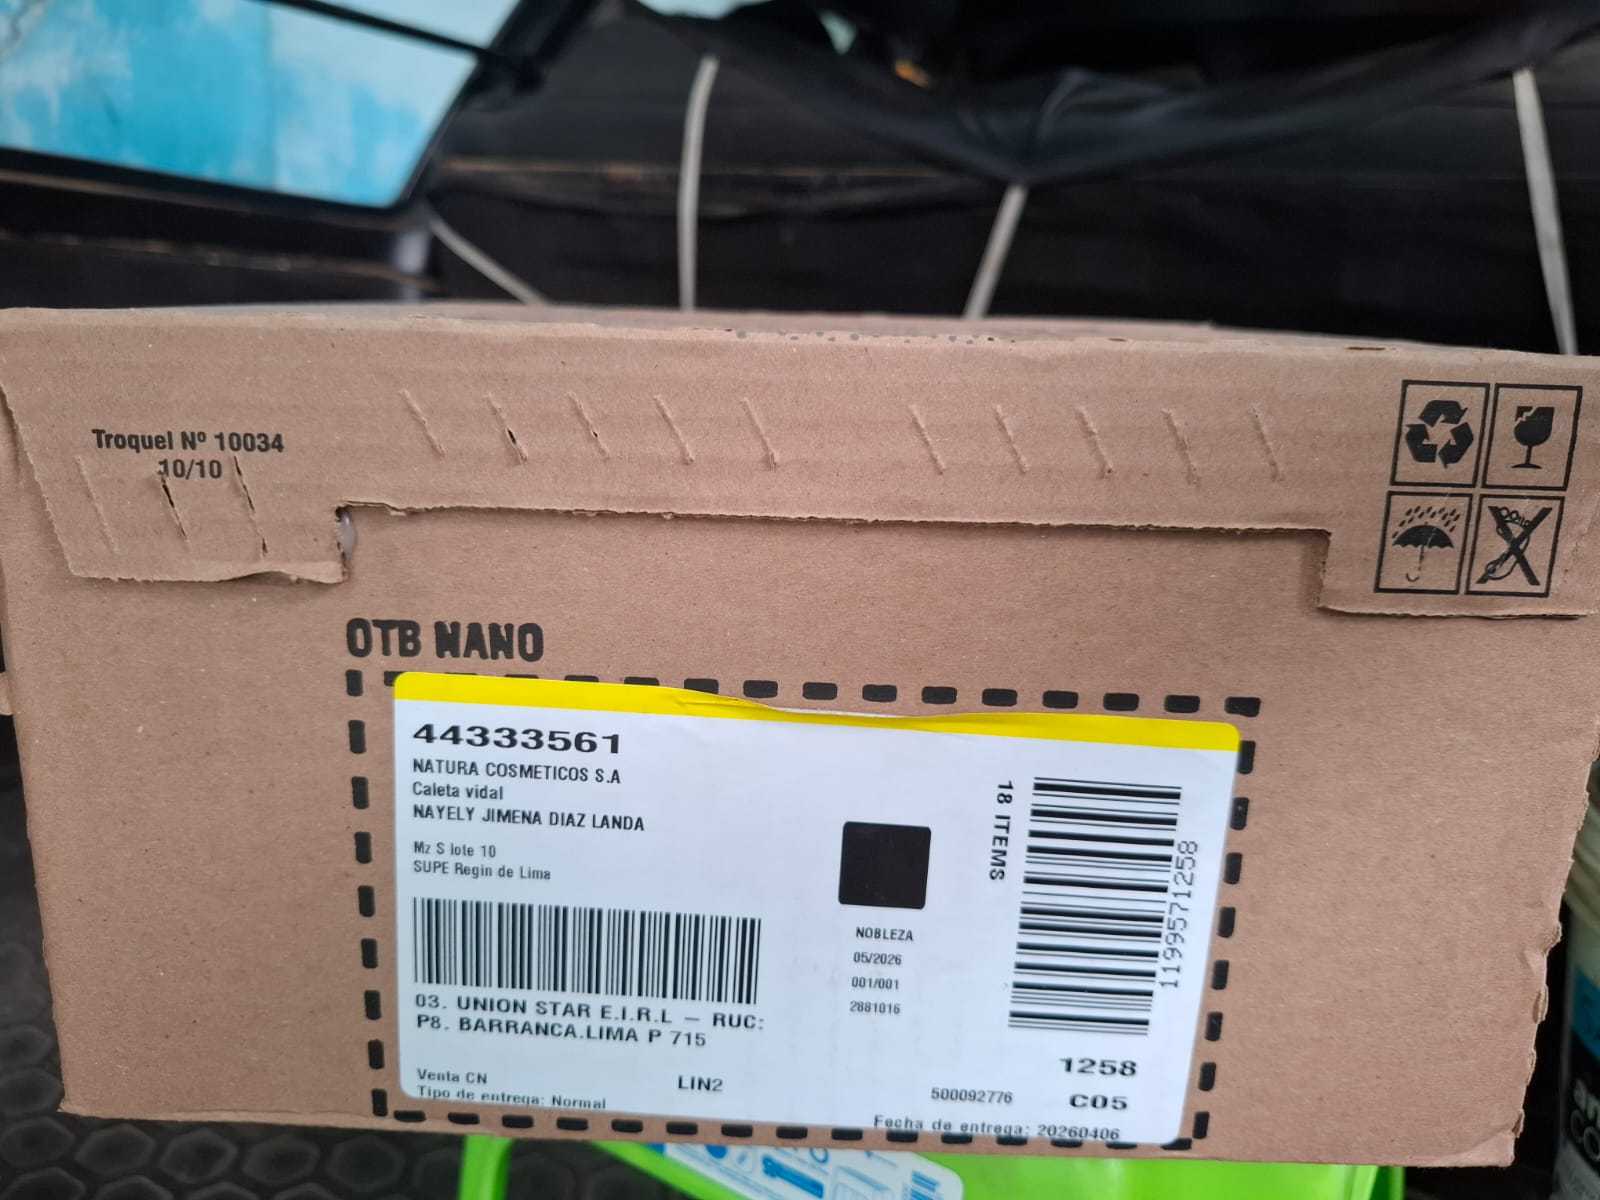 Troquel Nº 10034
10/10
OTB NANO
44333561
NATURA COSMETICOS S.A
Caleta vidal
NAYELY JIMENA DIAZ LANDA
Mz S lote 10
SUPE Regin de Lima
03. UNION STAR E.I.R.L – RUC:
P8. BARRANCA.LIMA P 715
Venta CN
LIN2
Tipo de entrega: Normal
NOBLEZA
05/2026
001/001
2881016
18 ITEMS
1199571258
1258
500092776
C05
Fecha de entrega: 20260406